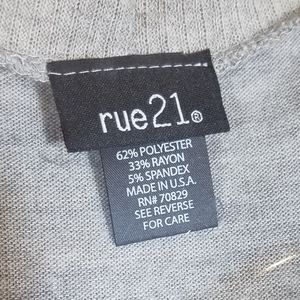 rue21®
62% POLYESTER
33% RAYON
5% SPANDEX
MADE IN U.S.A.
RN# 70829
SEE REVERSE
FOR CARE